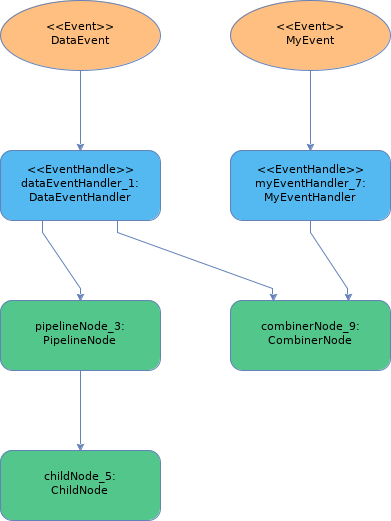 <<Event>>
DataEvent
<<Event>>
MyEvent
<<EventHandle>>
dataEventHandler_1:
DataEventHandler
<<EventHandle>>
myEventHandler_7:
MyEventHandler
pipelineNode_3:
PipelineNode
combinerNode_9:
CombinerNode
childNode_5:
ChildNode